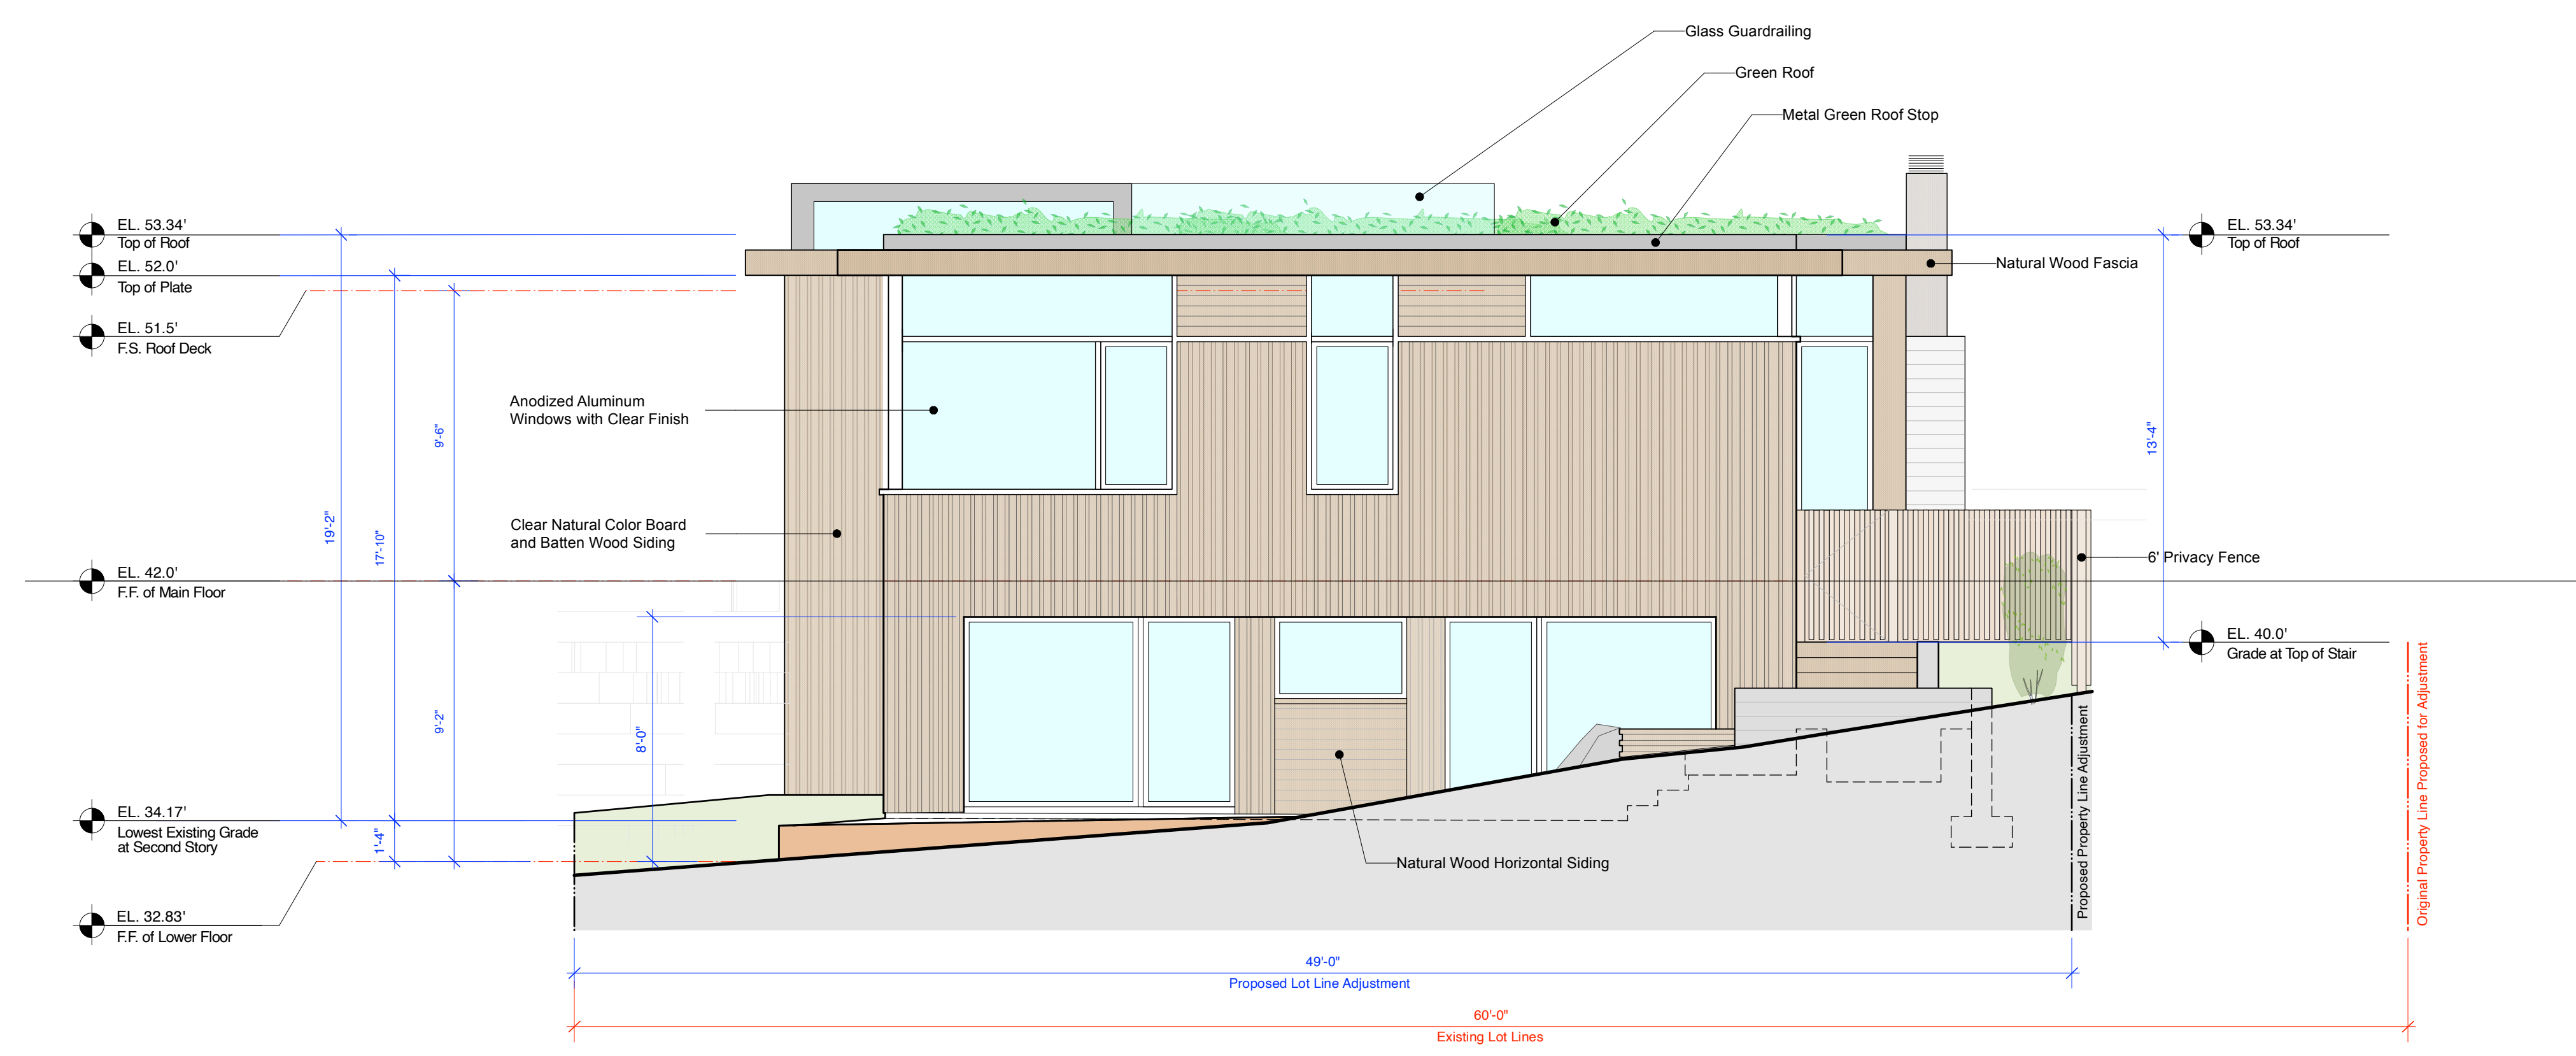 Glass Guardrailing
Green Roof
Metal Green Roof Stop
EL. 53.34'
Top of Roof
EL. 52.0'
Top of Plate
EL. 51.5'
F.S. Roof Deck
EL. 53.34'
Top of Roof
Natural Wood Fascia
Anodized Aluminum
Windows with Clear Finish
9'-6"
13'-4"
19'-2"
17'-10"
Clear Natural Color Board
and Batten Wood Siding
6' Privacy Fence
EL. 42.0'
F.F. of Main Floor
EL. 40.0'
Grade at Top of Stair
9'-2"
8'-0"
EL. 34.17'
Lowest Existing Grade
at Second Story
1'-4"
Natural Wood Horizontal Siding
EL. 32.83'
F.F. of Lower Floor
Proposed Property Line Adjustment
Original Property Line Proposed for Adjustment
49'-0"
Proposed Lot Line Adjustment
60'-0"
Existing Lot Lines